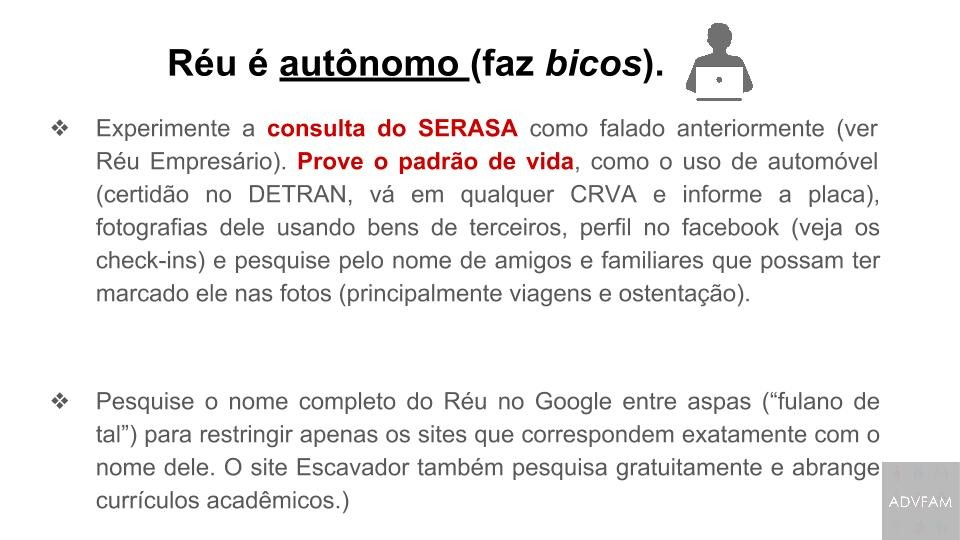 Réu é autônomo (faz bicos).
❖ Experimente a consulta do SERASA como falado anteriormente (ver
Réu Empresário). Prove o padrão de vida, como o uso de automóvel
(certidão no DETRAN, vá em qualquer CRVA e informe a placa),
fotografias dele usando bens de terceiros, perfil no facebook (veja os
check-ins) e pesquise pelo nome de amigos e familiares que possam ter
marcado ele nas fotos (principalmente viagens e ostentação).
❖ Pesquise o nome completo do Réu no Google entre aspas (“fulano de
tal”) para restringir apenas os sites que correspondem exatamente com o
nome dele. O site Escavador também pesquisa gratuitamente e abrange
currículos acadêmicos.)
ADVFAM